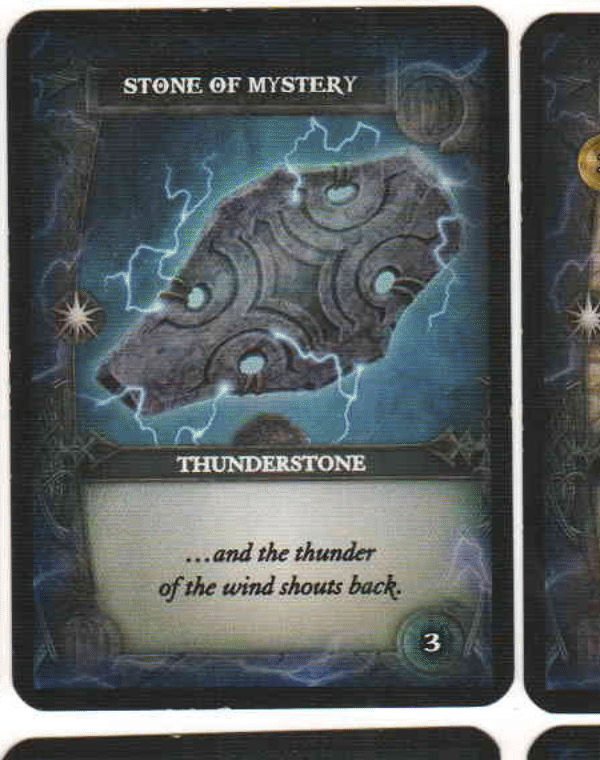 STONE OF MYSTERY
THUNDERSTONE
...and the thunder
of the wind shouts back.
3